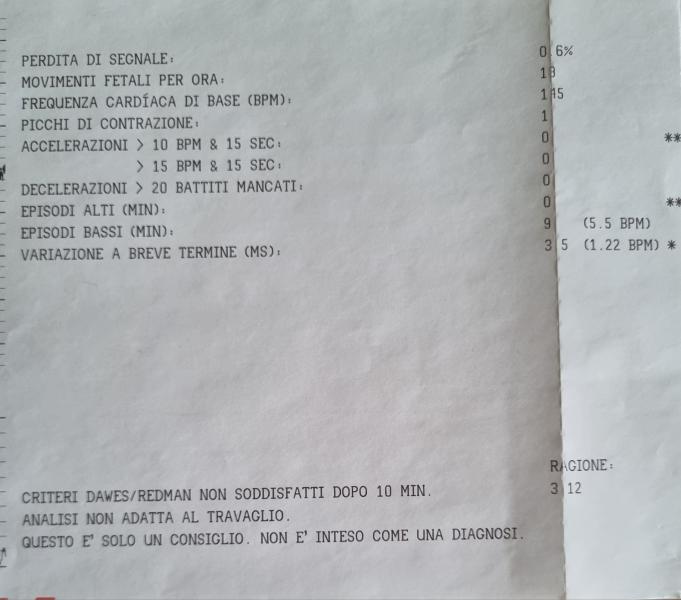 PERDITA DI SEGNALE: 0.6%
MOVIMENTI FETALI PER ORA: 18
FREQUENZA CARDÍACA DI BASE (BPM): 145
PICCHI DI CONTRAZIONE: 1
ACCELERAZIONI > 10 BPM & 15 SEC: 0 **
> 15 BPM & 15 SEC: 0
DECELERAZIONI > 20 BATTITI MANCATI: 0
EPISODI ALTI (MIN): 0 **
EPISODI BASSI (MIN): 9 (5.5 BPM)
VARIAZIONE A BREVE TERMINE (MS): 3.5 (1.22 BPM) *
RAGIONE:
CRITERI DAWES/REDMAN NON SODDISFATTI DOPO 10 MIN. 3 12
ANALISI NON ADATTA AL TRAVAGLIO.
QUESTO E' SOLO UN CONSIGLIO. NON E' INTESO COME UNA DIAGNOSI.